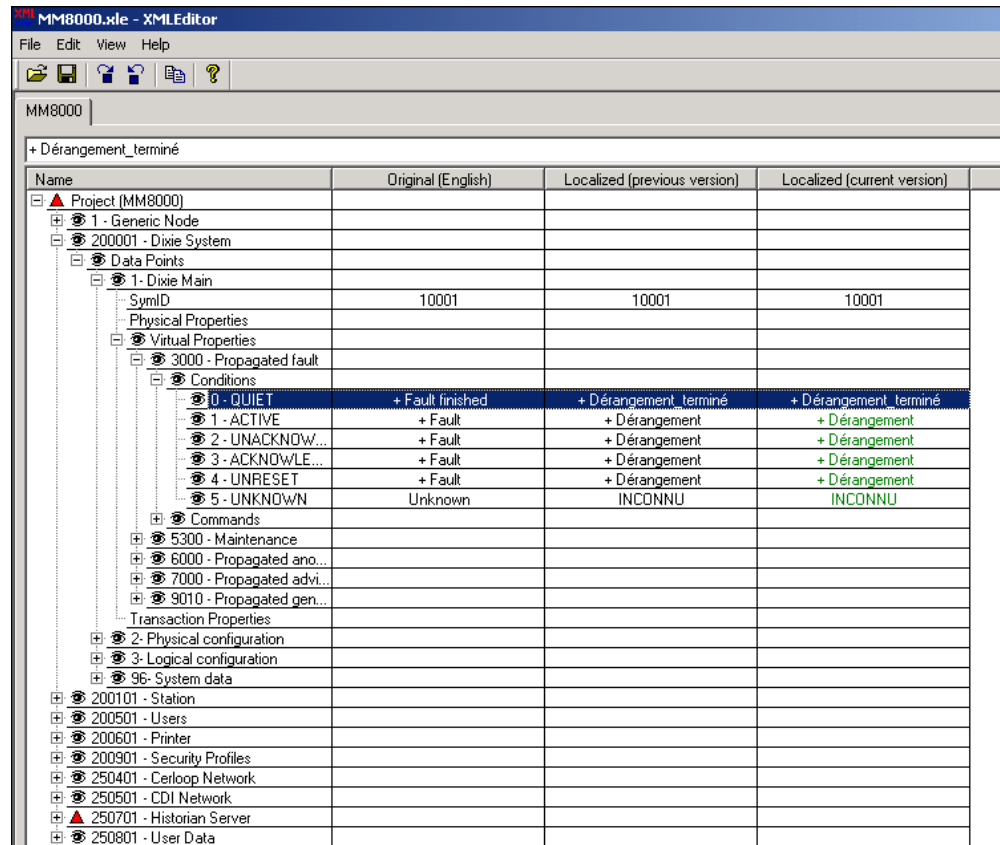 XML MM8000.xle - XMLEditor
File Edit View Help
MM8000
+ Dérangement_terminé
Name Original (English) Localized (previous version) Localized (current version)
Project (MM8000)
1 - Generic Node
200001 - Dixie System
Data Points
1- Dixie Main
SymID 10001 10001 10001
Physical Properties
Virtual Properties
3000 - Propagated fault
Conditions
0 - QUIET + Fault finished + Dérangement_terminé + Dérangement_terminé
1 - ACTIVE + Fault + Dérangement + Dérangement
2 - UNACKNOW... + Fault + Dérangement + Dérangement
3 - ACKNOWLE... + Fault + Dérangement + Dérangement
4 - UNRESET + Fault + Dérangement + Dérangement
5 - UNKNOWN Unknown INCONNU INCONNU
Commands
5300 - Maintenance
6000 - Propagated ano...
7000 - Propagated advi...
9010 - Propagated gen...
Transaction Properties
2- Physical configuration
3- Logical configuration
96- System data
200101 - Station
200501 - Users
200601 - Printer
200901 - Security Profiles
250401 - Cerloop Network
250501 - CDI Network
250701 - Historian Server
250801 - User Data